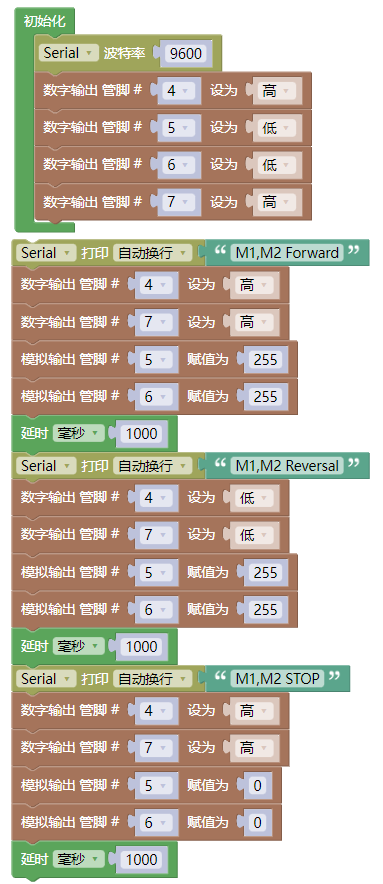 初始化
Serial 波特率 9600
数字输出 管脚 # 4 设为 高
数字输出 管脚 # 5 设为 低
数字输出 管脚 # 6 设为 低
数字输出 管脚 # 7 设为 高
Serial 打印 自动换行 “ M1,M2 Forward ”
数字输出 管脚 # 4 设为 高
数字输出 管脚 # 7 设为 高
模拟输出 管脚 # 5 赋值为 255
模拟输出 管脚 # 6 赋值为 255
延时 毫秒 1000
Serial 打印 自动换行 “ M1,M2 Reversal ”
数字输出 管脚 # 4 设为 低
数字输出 管脚 # 7 设为 低
模拟输出 管脚 # 5 赋值为 255
模拟输出 管脚 # 6 赋值为 255
延时 毫秒 1000
Serial 打印 自动换行 “ M1,M2 STOP ”
数字输出 管脚 # 4 设为 高
数字输出 管脚 # 7 设为 高
模拟输出 管脚 # 5 赋值为 0
模拟输出 管脚 # 6 赋值为 0
延时 毫秒 1000